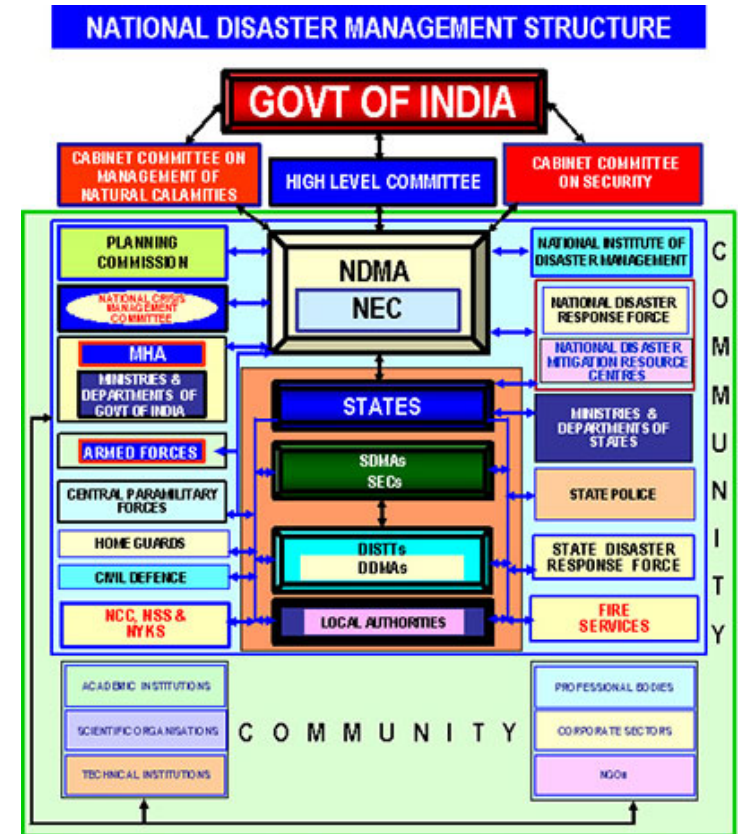 NATIONAL DISASTER MANAGEMENT STRUCTURE
GOVT OF INDIA
CABINET COMMITTEE ON
MANAGEMENT OF
NATURAL CALAMITIES
HIGH LEVEL COMMITTEE
CABINET COMMITTEE
ON SECURITY
PLANNING
COMMISSION
NATIONAL CRISIS
MANAGEMENT
COMMITTEE
MHA
MINISTRIES &
DEPARTMENTS OF
GOVT OF INDIA
ARMED FORCES
CENTRAL PARAMILITARY
FORCES
HOME GUARDS
CIVIL DEFENCE
NCC, NSS &
NYKS
NDMA
NEC
STATES
SDMAs
SECs
DISTTs
DDMAs
LOCAL AUTHORITIES
NATIONAL INSTITUTE OF
DISASTER MANAGEMENT
NATIONAL DISASTER
RESPONSE FORCE
NATIONAL DISASTER
MITIGATION RESOURCE
CENTRES
MINISTRIES &
DEPARTMENTS OF
STATES
STATE POLICE
STATE DISASTER
RESPONSE FORCE
FIRE
SERVICES
COMMUNITY
ACADEMIC INSTITUTIONS
SCIENTIFIC ORGANISATIONS
TECHNICAL INSTITUTIONS
COMMUNITY
PROFESSIONAL BODIES
CORPORATE SECTORS
NGOs